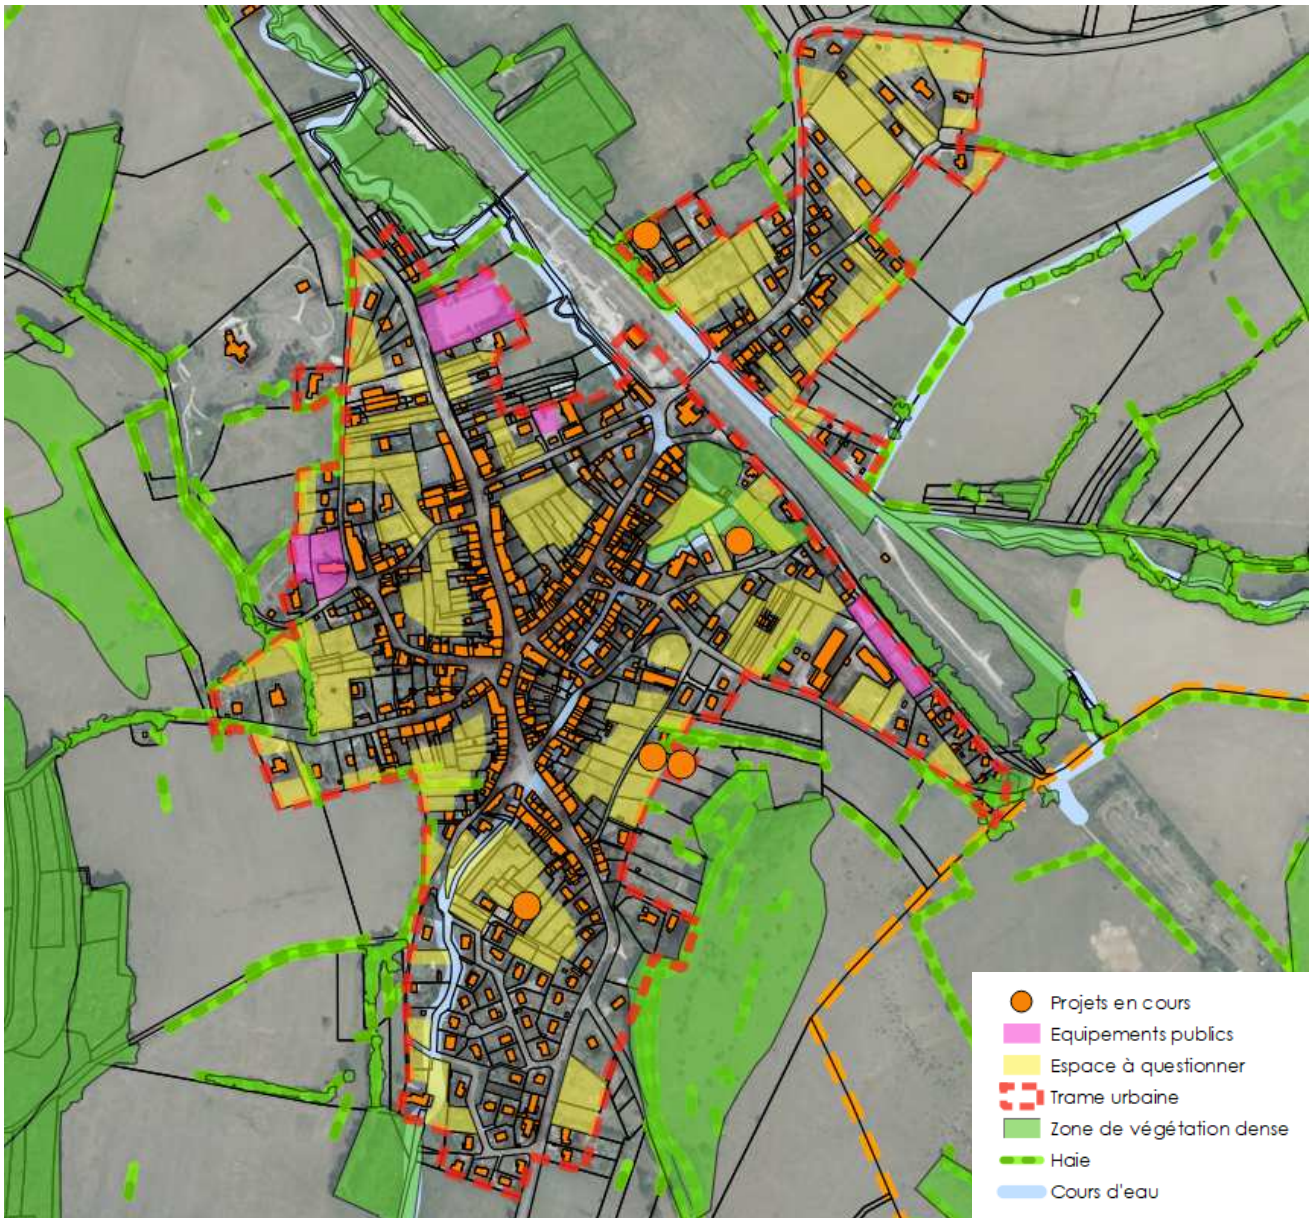 Projets en cours
Equipements publics
Espace à questionner
Trame urbaine
Zone de végétation dense
Haie
Cours d'eau